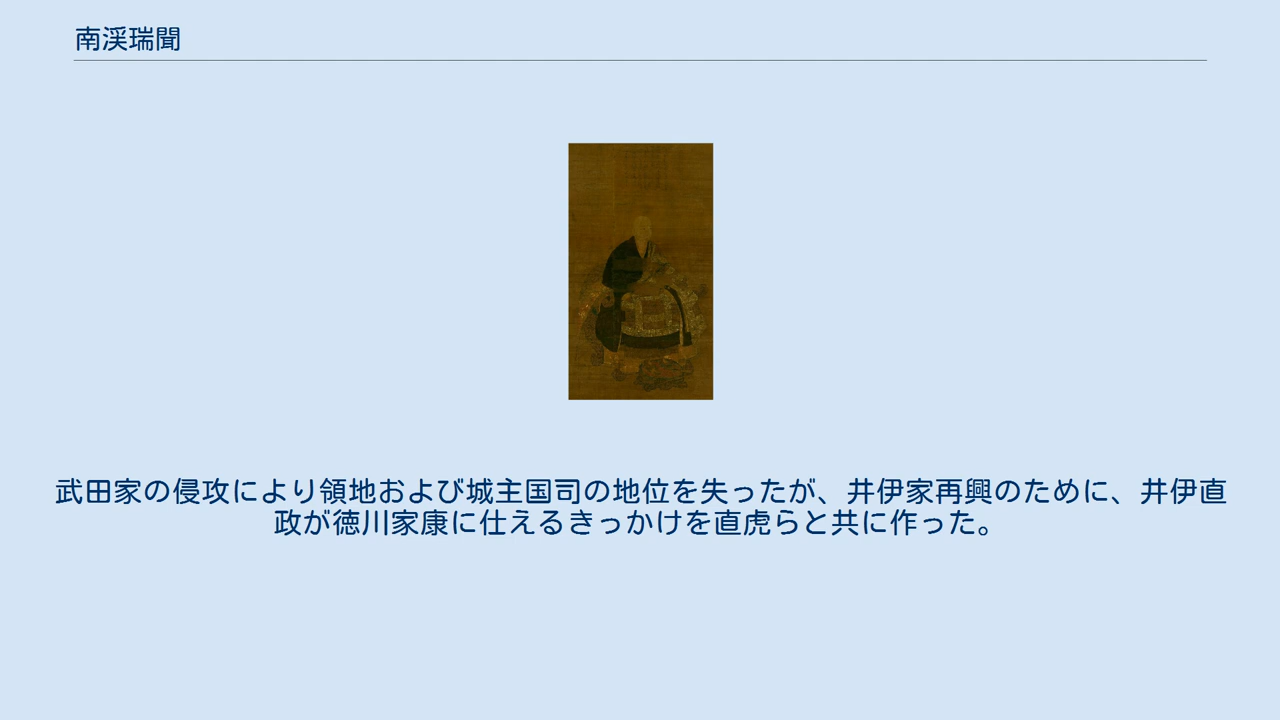 南渓瑞聞
武田家の侵攻により領地および城主国司の地位を失ったが、井伊家再興のために、井伊直
政が徳川家康に仕えるきっかけを直虎らと共に作った。